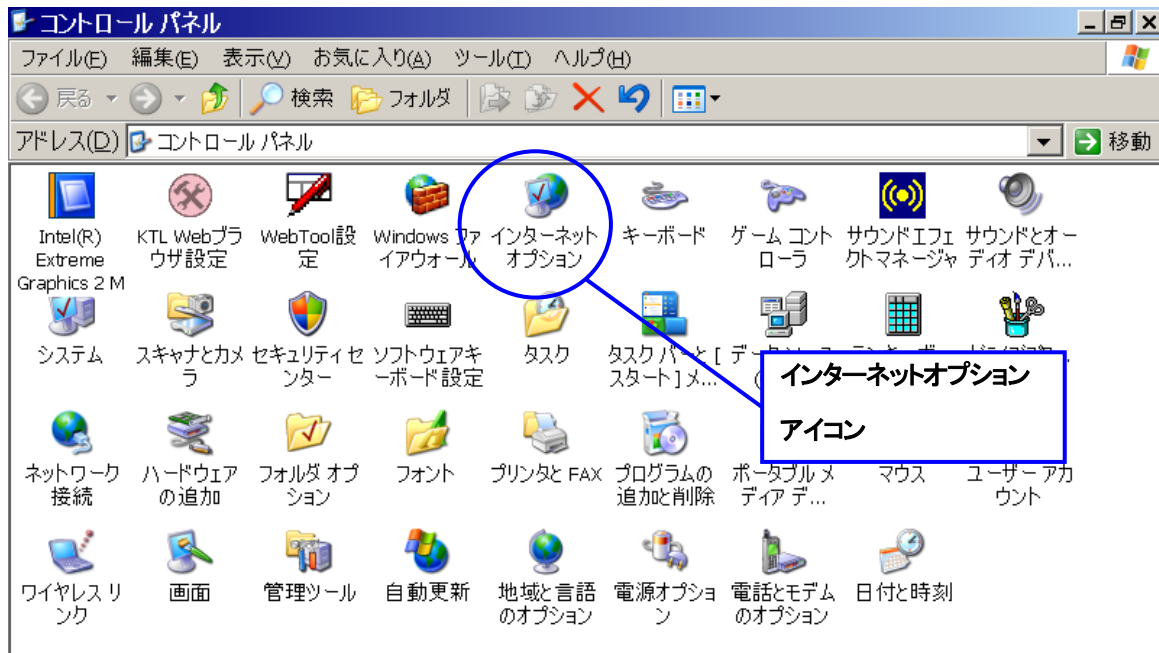 コントロール パネル
ファイル(F) 編集(E) 表示(V) お気に入り(A) ツール(T) ヘルプ(H)
戻る 検索 フォルダ
アドレス(D) コントロール パネル 移動
Intel(R)
Extreme
Graphics 2 M
KTL Webブラ
ウザ設定
WebTool設
定
Windows ファ
イアウォール
インターネット
オプション
キーボード
ゲーム コント
ローラ
サウンドエフェ
クトマネージャ
サウンドとオー
ディオ デバ...
システム
スキャナとカメ
ラ
セキュリティ セ
ンター
ソフトウェアキ
ーボード設定
タスク
タスク バーと [
スタート] メ...
インターネットオプション
アイコン
ネットワーク
接続
ハードウェア
の追加
フォルダ オプ
ション
フォント
プリンタと FAX
プログラムの
追加と削除
ポータブル メ
ディア デ...
マウス
ユーザー アカ
ウント
ワイヤレス リ
ンク
画面
管理ツール
自動更新
地域と言語
のオプション
電源オプショ
ン
電話とモデム
のオプション
日付と時刻